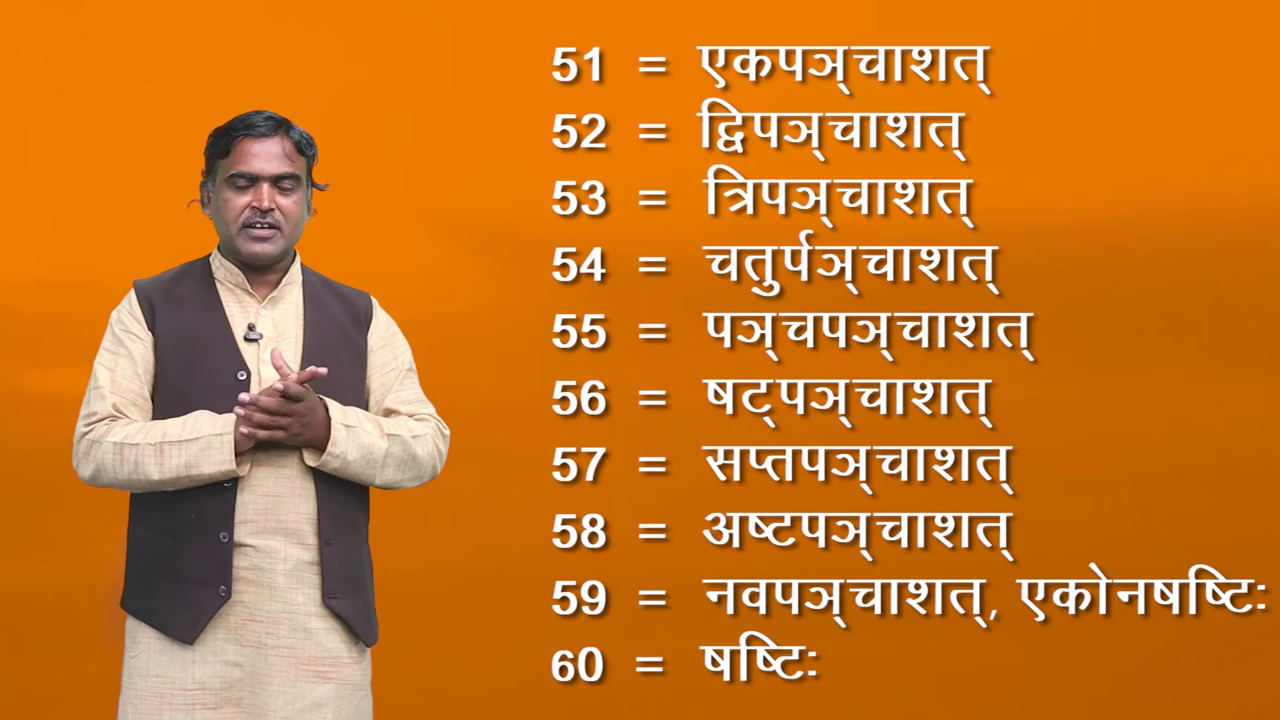 51 = एकपञ्चाशत्
52 = द्विपञ्चाशत्
53 = त्रिपञ्चाशत्
54 = चतुर्पञ्चाशत्
55 = पञ्चपञ्चाशत्
56 = षट्पञ्चाशत्
57 = सप्तपञ्चाशत्
58 = अष्टपञ्चाशत्
59 = नवपञ्चाशत्, एकोनषष्टिः
60 = षष्टिः